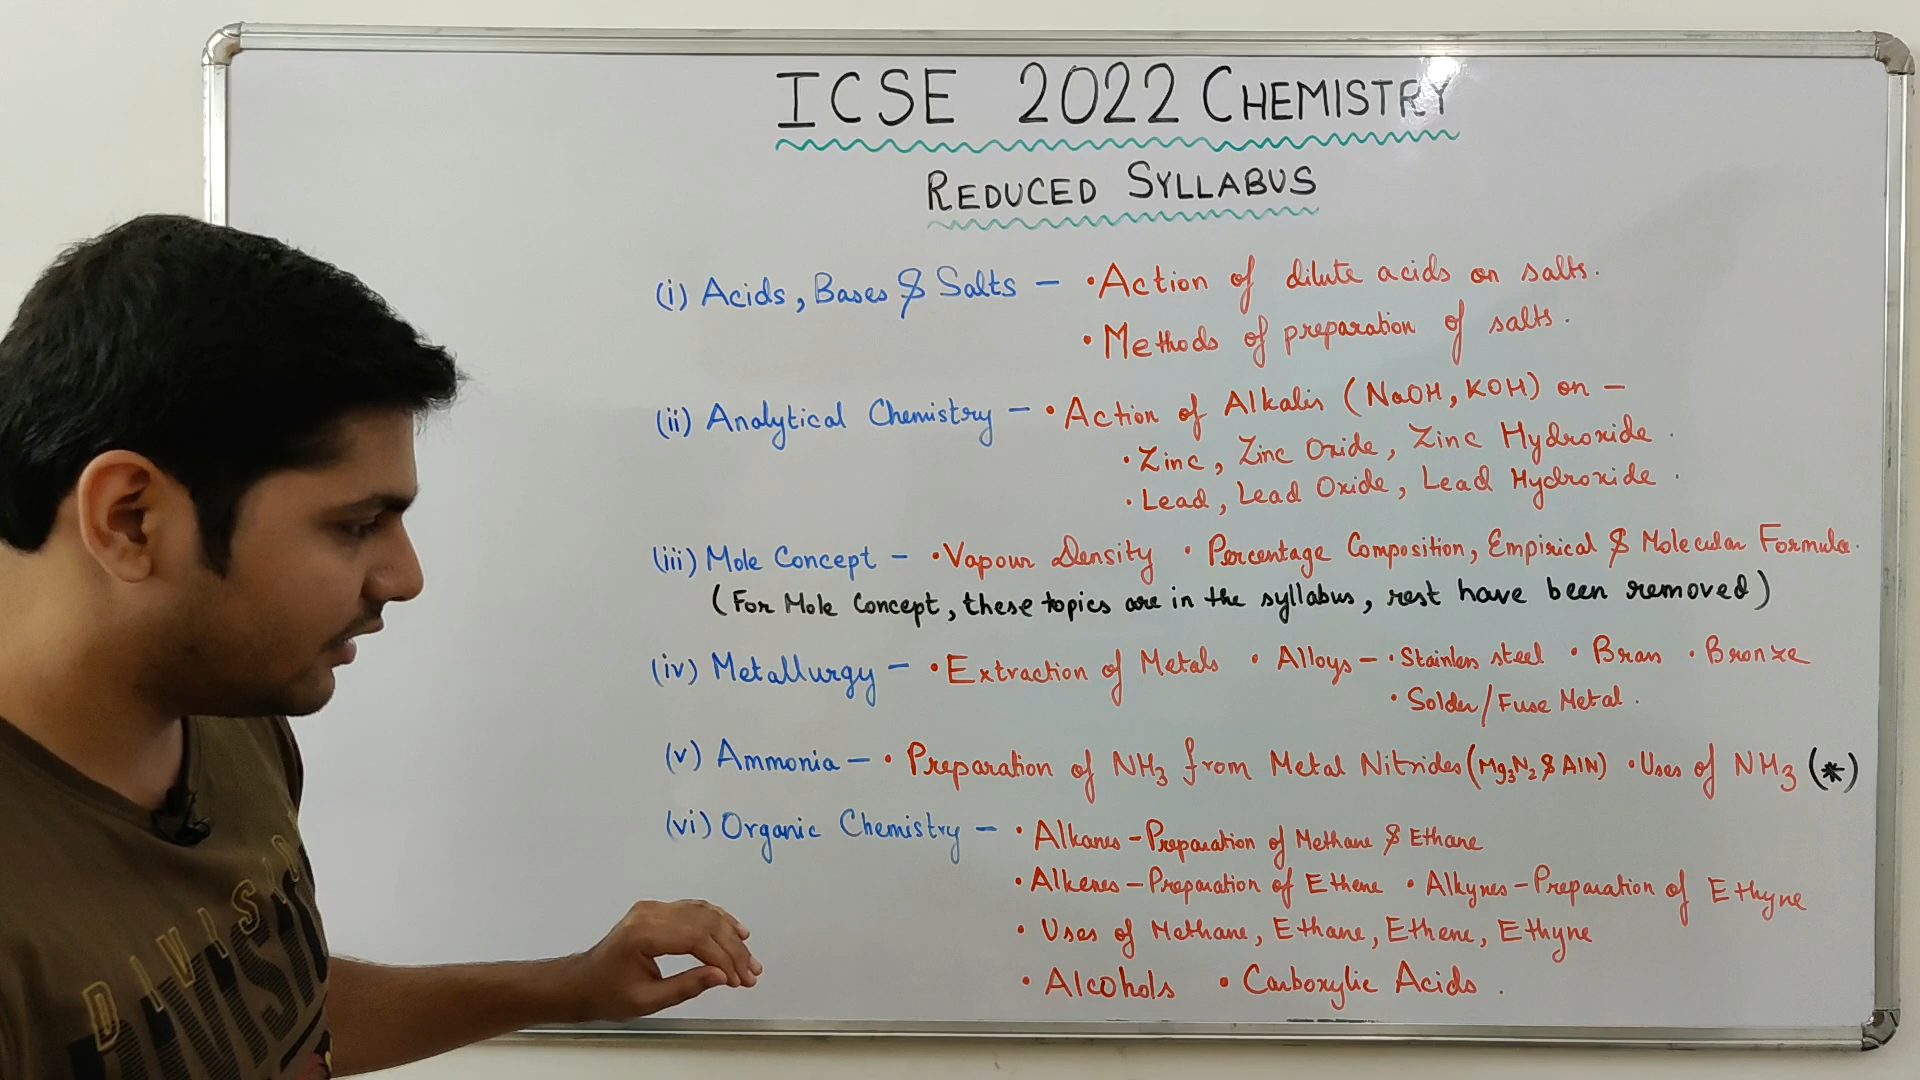 ICSE 2022 CHEMISTRY
REDUCED SYLLABUS
(i) Acids, Bases & Salts — • Action of dilute acids on salts.
• Methods of preparation of salts.
(ii) Analytical Chemistry — • Action of Alkalis (NaOH, KOH) on —
• Zinc, Zinc Oxide, Zinc Hydroxide.
• Lead, Lead Oxide, Lead Hydroxide.
(iii) Mole Concept — • Vapour Density • Percentage Composition, Empirical & Molecular Formula.
(For Mole Concept, these topics are in the syllabus, rest have been removed)
(iv) Metallurgy — • Extraction of Metals • Alloys — • Stainless steel • Brass • Bronze
• Solder/Fuse Metal.
(v) Ammonia — • Preparation of NH3 from Metal Nitrides (Mg3N2 & AlN) • Uses of NH3 (*)
(vi) Organic Chemistry — • Alkanes – Preparation of Methane & Ethane
• Alkenes – Preparation of Ethene • Alkynes – Preparation of Ethyne
• Uses of Methane, Ethane, Ethene, Ethyne
• Alcohols • Carboxylic Acids.
DIVISION